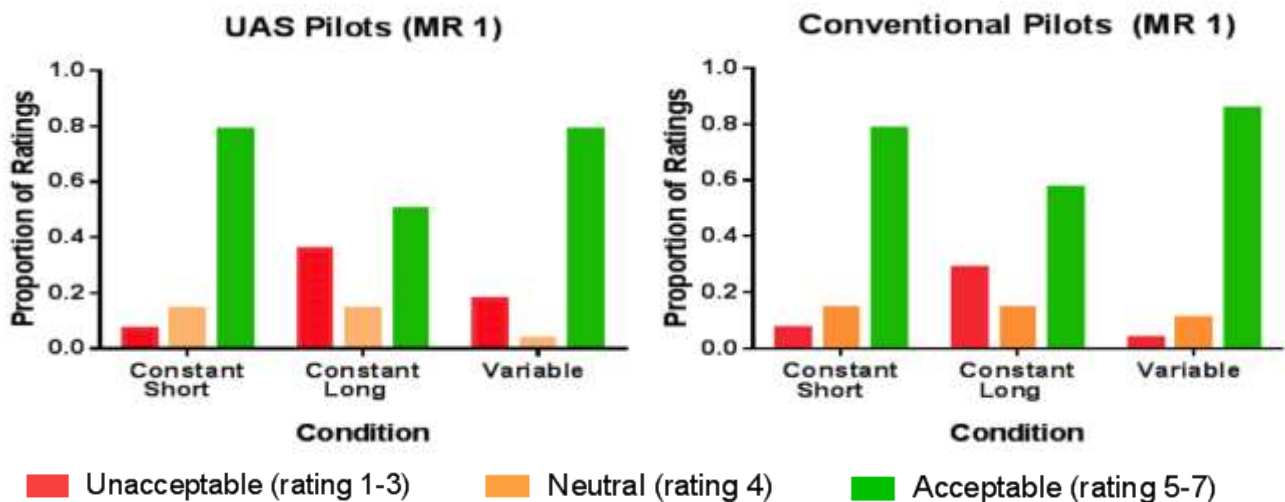 UAS Pilots (MR 1)
Proportion of Ratings
1.0
0.8
0.6
0.4
0.2
0.0
Constant Short
Constant Long
Variable
Condition
Conventional Pilots (MR 1)
Proportion of Ratings
1.0
0.8
0.6
0.4
0.2
0.0
Constant Short
Constant Long
Variable
Condition
Unacceptable (rating 1-3)
Neutral (rating 4)
Acceptable (rating 5-7)